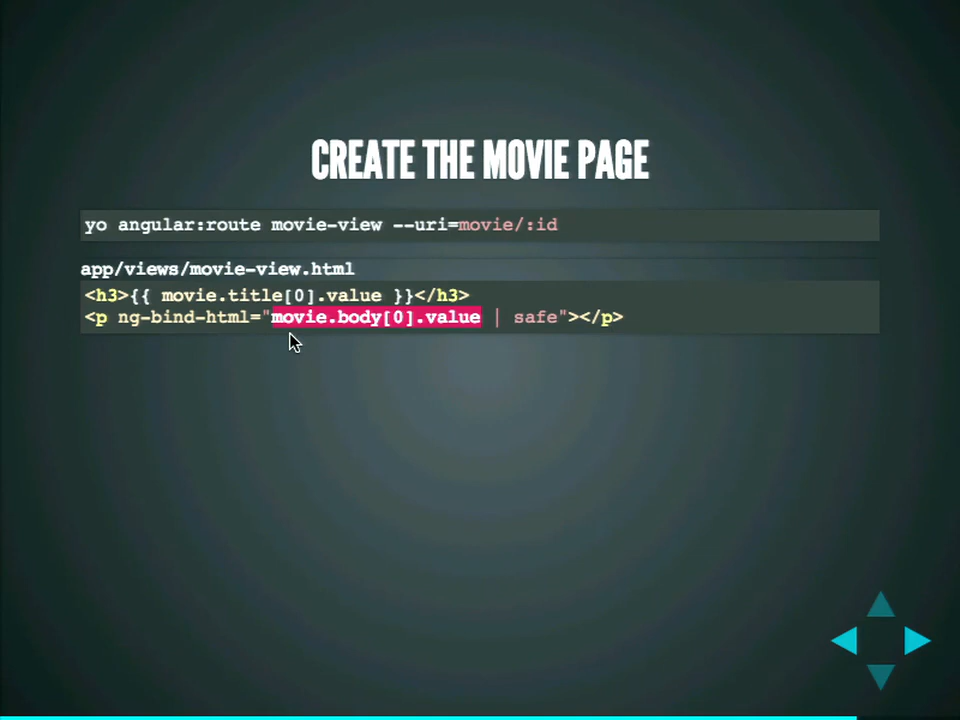 CREATE THE MOVIE PAGE
yo angular:route movie-view --uri=movie/:id
app/views/movie-view.html
<h3>{{ movie.title[0].value }}</h3>
<p ng-bind-html="movie.body[0].value | safe"></p>